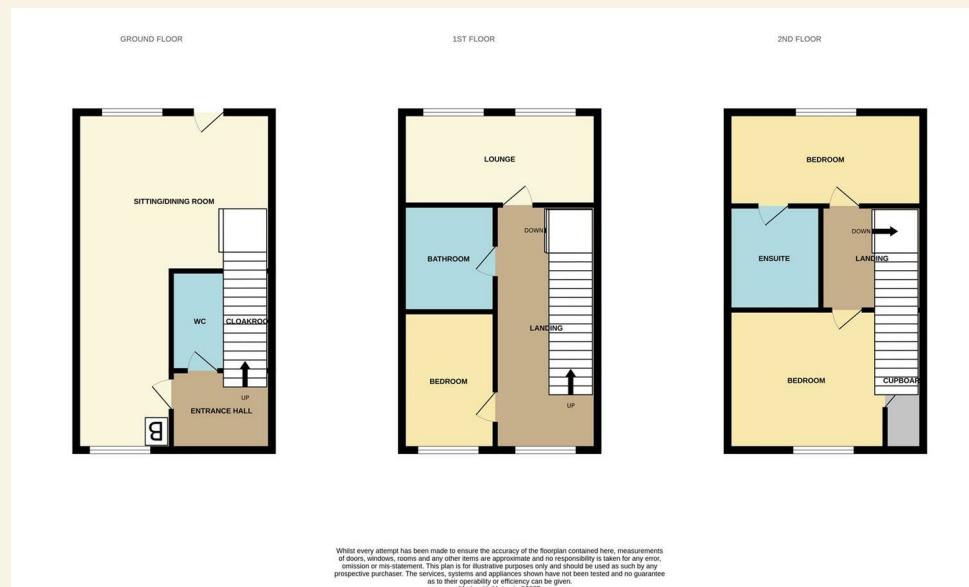 GROUND FLOOR
1ST FLOOR
2ND FLOOR
SITTING/DINING ROOM
WC
CLOAKROO
UP
ENTRANCE HALL
B
LOUNGE
DOWN
BATHROOM
LANDING
BEDROOM
UP
BEDROOM
DOWN
LANDING
ENSUITE
BEDROOM
CUPBOAR
Whilst every attempt has been made to ensure the accuracy of the floorplan contained here, measurements
of doors, windows, rooms and any other items are approximate and no responsibility is taken for any error,
omission or mis-statement. This plan is for illustrative purposes only and should be used as such by any
prospective purchaser. The services, systems and appliances shown have not been tested and no guarantee
as to their operability or efficiency can be given.